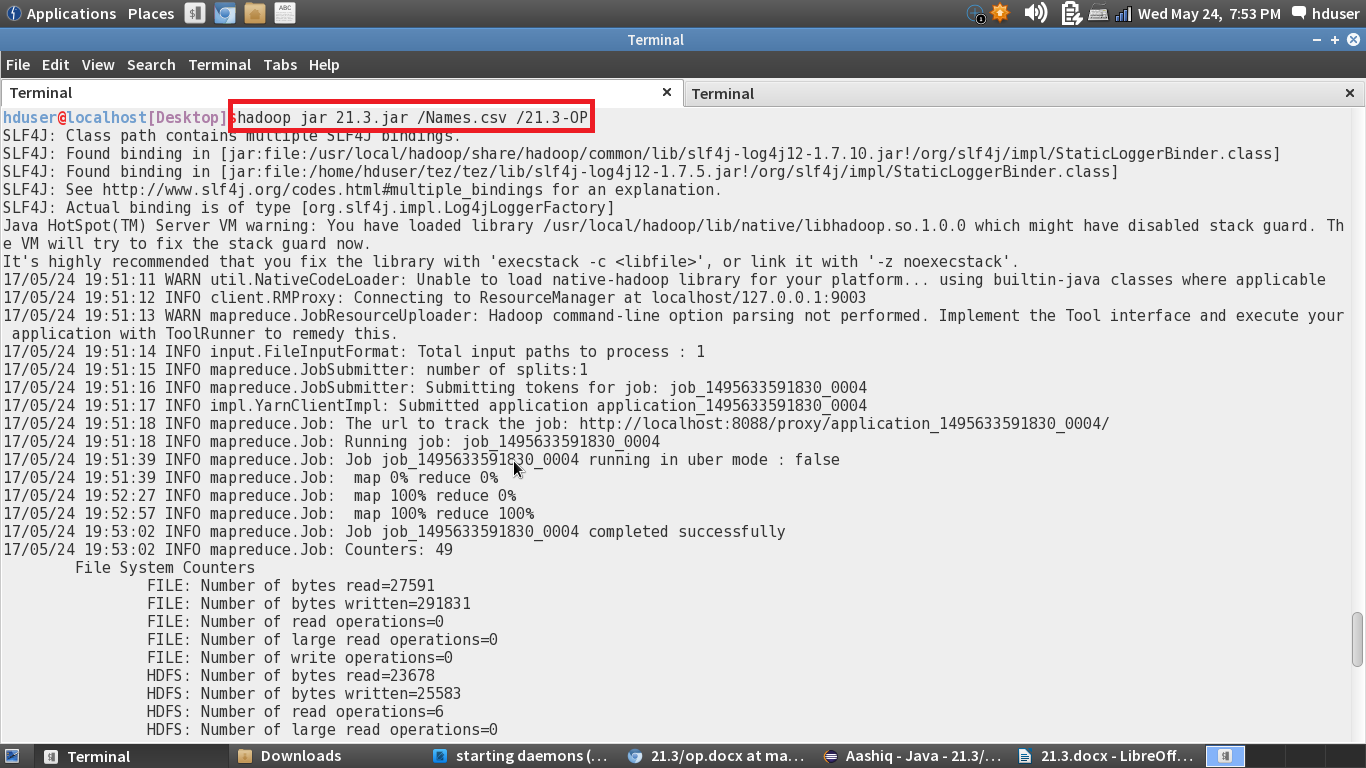 Applications Places Wed May 24, 7:53 PM hduser
Terminal
File Edit View Search Terminal Tabs Help
Terminal Terminal
hduser@localhost[Desktop]$hadoop jar 21.3.jar /Names.csv /21.3-OP
SLF4J: Class path contains multiple SLF4J bindings.
SLF4J: Found binding in [jar:file:/usr/local/hadoop/share/hadoop/common/lib/slf4j-log4j12-1.7.10.jar!/org/slf4j/impl/StaticLoggerBinder.class]
SLF4J: Found binding in [jar:file:/home/hduser/tez/tez/lib/slf4j-log4j12-1.7.5.jar!/org/slf4j/impl/StaticLoggerBinder.class]
SLF4J: See http://www.slf4j.org/codes.html#multiple_bindings for an explanation.
SLF4J: Actual binding is of type [org.slf4j.impl.Log4jLoggerFactory]
Java HotSpot(TM) Server VM warning: You have loaded library /usr/local/hadoop/lib/native/libhadoop.so.1.0.0 which might have disabled stack guard. Th
e VM will try to fix the stack guard now.
It's highly recommended that you fix the library with 'execstack -c <libfile>', or link it with '-z noexecstack'.
17/05/24 19:51:11 WARN util.NativeCodeLoader: Unable to load native-hadoop library for your platform... using builtin-java classes where applicable
17/05/24 19:51:12 INFO client.RMProxy: Connecting to ResourceManager at localhost/127.0.0.1:9003
17/05/24 19:51:13 WARN mapreduce.JobResourceUploader: Hadoop command-line option parsing not performed. Implement the Tool interface and execute your
 application with ToolRunner to remedy this.
17/05/24 19:51:14 INFO input.FileInputFormat: Total input paths to process : 1
17/05/24 19:51:15 INFO mapreduce.JobSubmitter: number of splits:1
17/05/24 19:51:16 INFO mapreduce.JobSubmitter: Submitting tokens for job: job_1495633591830_0004
17/05/24 19:51:17 INFO impl.YarnClientImpl: Submitted application application_1495633591830_0004
17/05/24 19:51:18 INFO mapreduce.Job: The url to track the job: http://localhost:8088/proxy/application_1495633591830_0004/
17/05/24 19:51:18 INFO mapreduce.Job: Running job: job_1495633591830_0004
17/05/24 19:51:39 INFO mapreduce.Job: Job job_1495633591830_0004 running in uber mode : false
17/05/24 19:51:39 INFO mapreduce.Job:  map 0% reduce 0%
17/05/24 19:52:27 INFO mapreduce.Job:  map 100% reduce 0%
17/05/24 19:52:57 INFO mapreduce.Job:  map 100% reduce 100%
17/05/24 19:53:02 INFO mapreduce.Job: Job job_1495633591830_0004 completed successfully
17/05/24 19:53:02 INFO mapreduce.Job: Counters: 49
File System Counters
FILE: Number of bytes read=27591
FILE: Number of bytes written=291831
FILE: Number of read operations=0
FILE: Number of large read operations=0
FILE: Number of write operations=0
HDFS: Number of bytes read=23678
HDFS: Number of bytes written=25583
HDFS: Number of read operations=6
HDFS: Number of large read operations=0
Terminal Downloads starting daemons (... 21.3/op.docx at ma... Aashiq - Java - 21.3/... 21.3.docx - LibreOff...